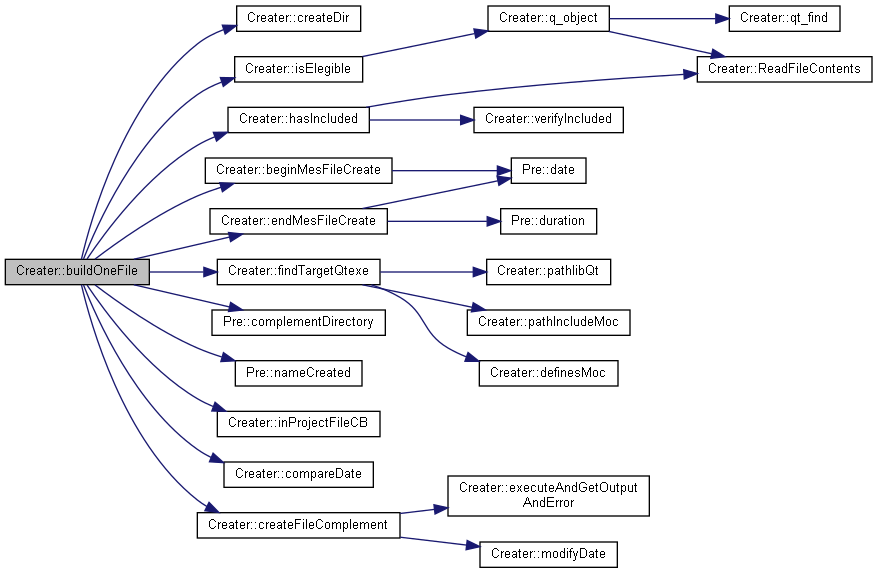 Creater::createDir
Creater::q_object
Creater::qt_find
Creater::isElegible
Creater::ReadFileContents
Creater::hasIncluded
Creater::verifyIncluded
Creater::beginMesFileCreate
Pre::date
Creater::endMesFileCreate
Pre::duration
Creater::buildOneFile
Creater::findTargetQtexe
Creater::pathlibQt
Pre::complementDirectory
Creater::pathIncludeMoc
Pre::nameCreated
Creater::definesMoc
Creater::inProjectFileCB
Creater::compareDate
Creater::executeAndGetOutput
AndError
Creater::createFileComplement
Creater::modifyDate